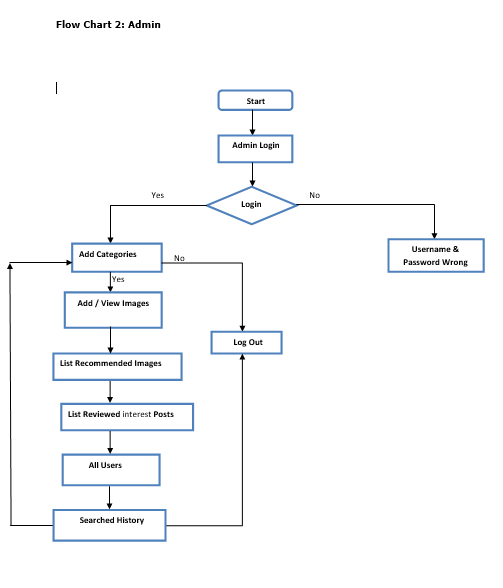 Flow Chart 2: Admin
Start
Admin Login
Yes
Login
No
Add Categories
No
Username &
Password Wrong
Yes
Add / View Images
Log Out
List Recommended Images
List Reviewed interest Posts
All Users
Searched History